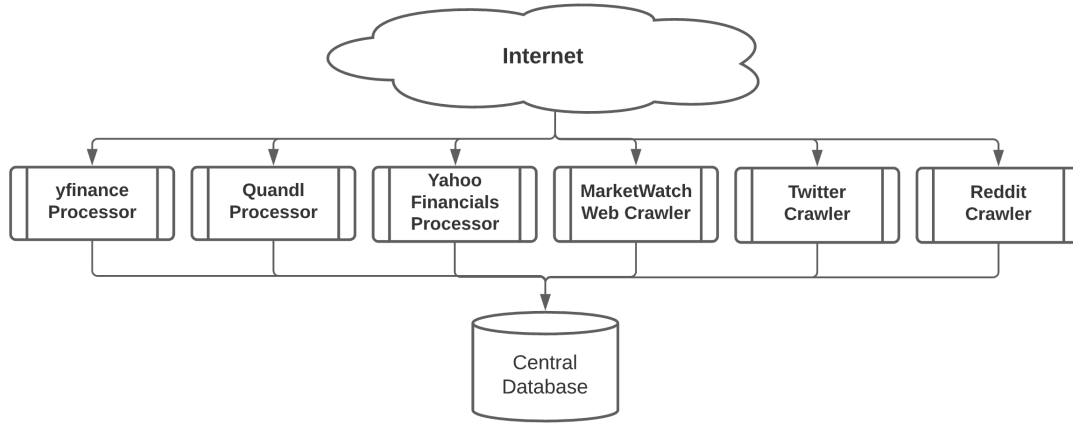 Internet
yfinance
Processor
Quandl
Processor
Yahoo
Financials
Processor
MarketWatch
Web Crawler
Twitter
Crawler
Reddit
Crawler
Central
Database